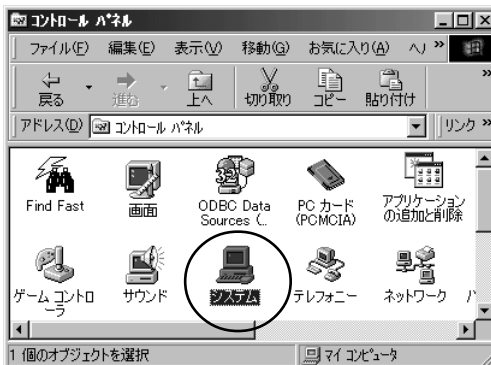 コントロール パネル
ファイル(F) 編集(E) 表示(V) 移動(G) お気に入り(A) ヘル »
戻る 進む 上へ 切り取り コピー 貼り付け »
アドレス(D) コントロール パネル リンク »
Find Fast 画面 ODBC Data Sources (... PC カード (PCMCIA) アプリケーションの追加と削除
ゲーム コントローラ サウンド システム テレフォニー ネットワーク
1 個のオブジェクトを選択 マイ コンピュータ